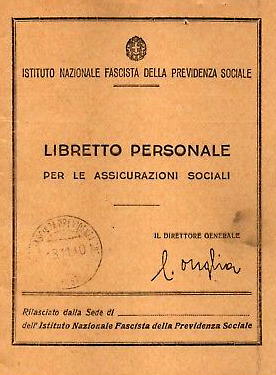 ISTITUTO NAZIONALE FASCISTA DELLA PREVIDENZA SOCIALE
LIBRETTO PERSONALE
PER LE ASSICURAZIONI SOCIALI
IL DIRETTORE GENERALE
Rilasciato dalla Sede di
dell'Istituto Nazionale Fascista della Previdenza Sociale